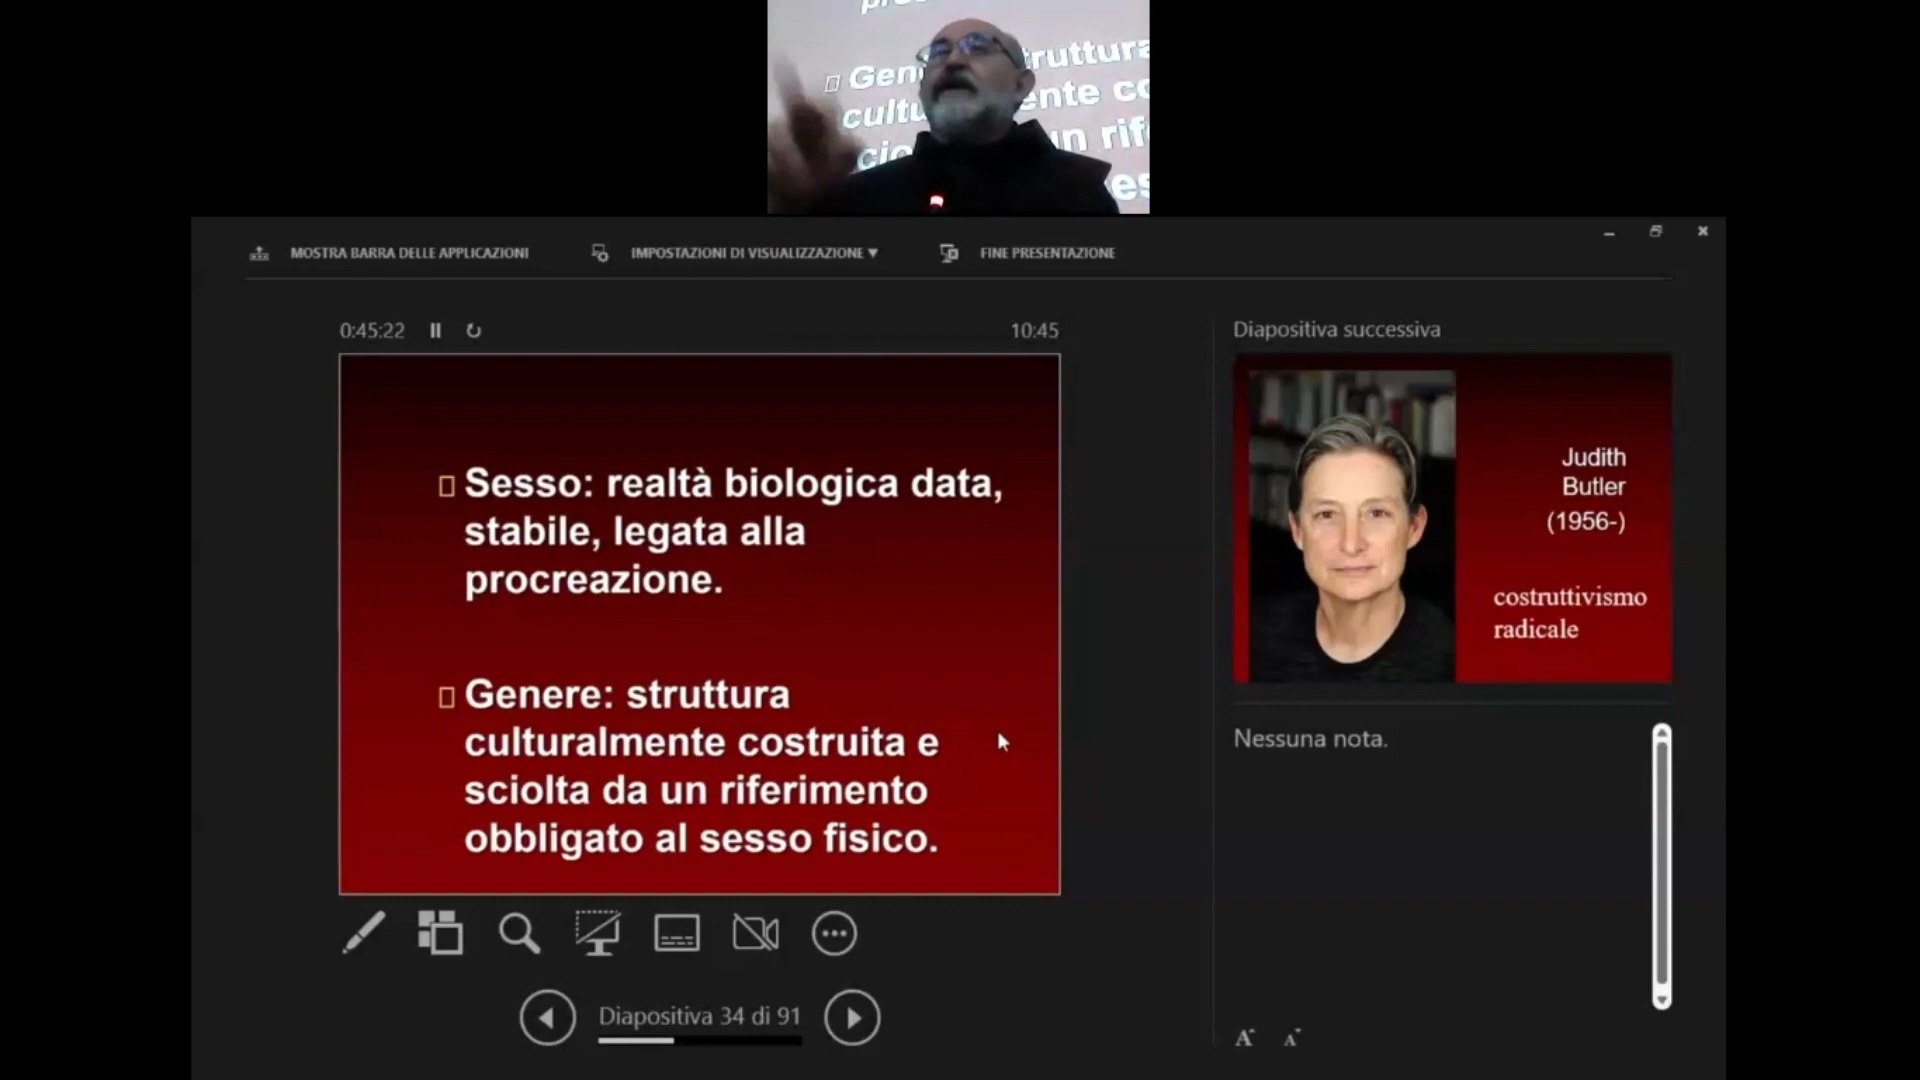 MOSTRA BARRA DELLE APPLICAZIONI
IMPOSTAZIONI DI VISUALIZZAZIONE ▼
FINE PRESENTAZIONE
0:45:22
10:45
Sesso: realtà biologica data,
stabile, legata alla
procreazione.
Genere: struttura
culturalmente costruita e
sciolta da un riferimento
obbligato al sesso fisico.
Diapositiva 34 di 91
Diapositiva successiva
Judith
Butler
(1956-)
costruttivismo
radicale
Nessuna nota.
A A